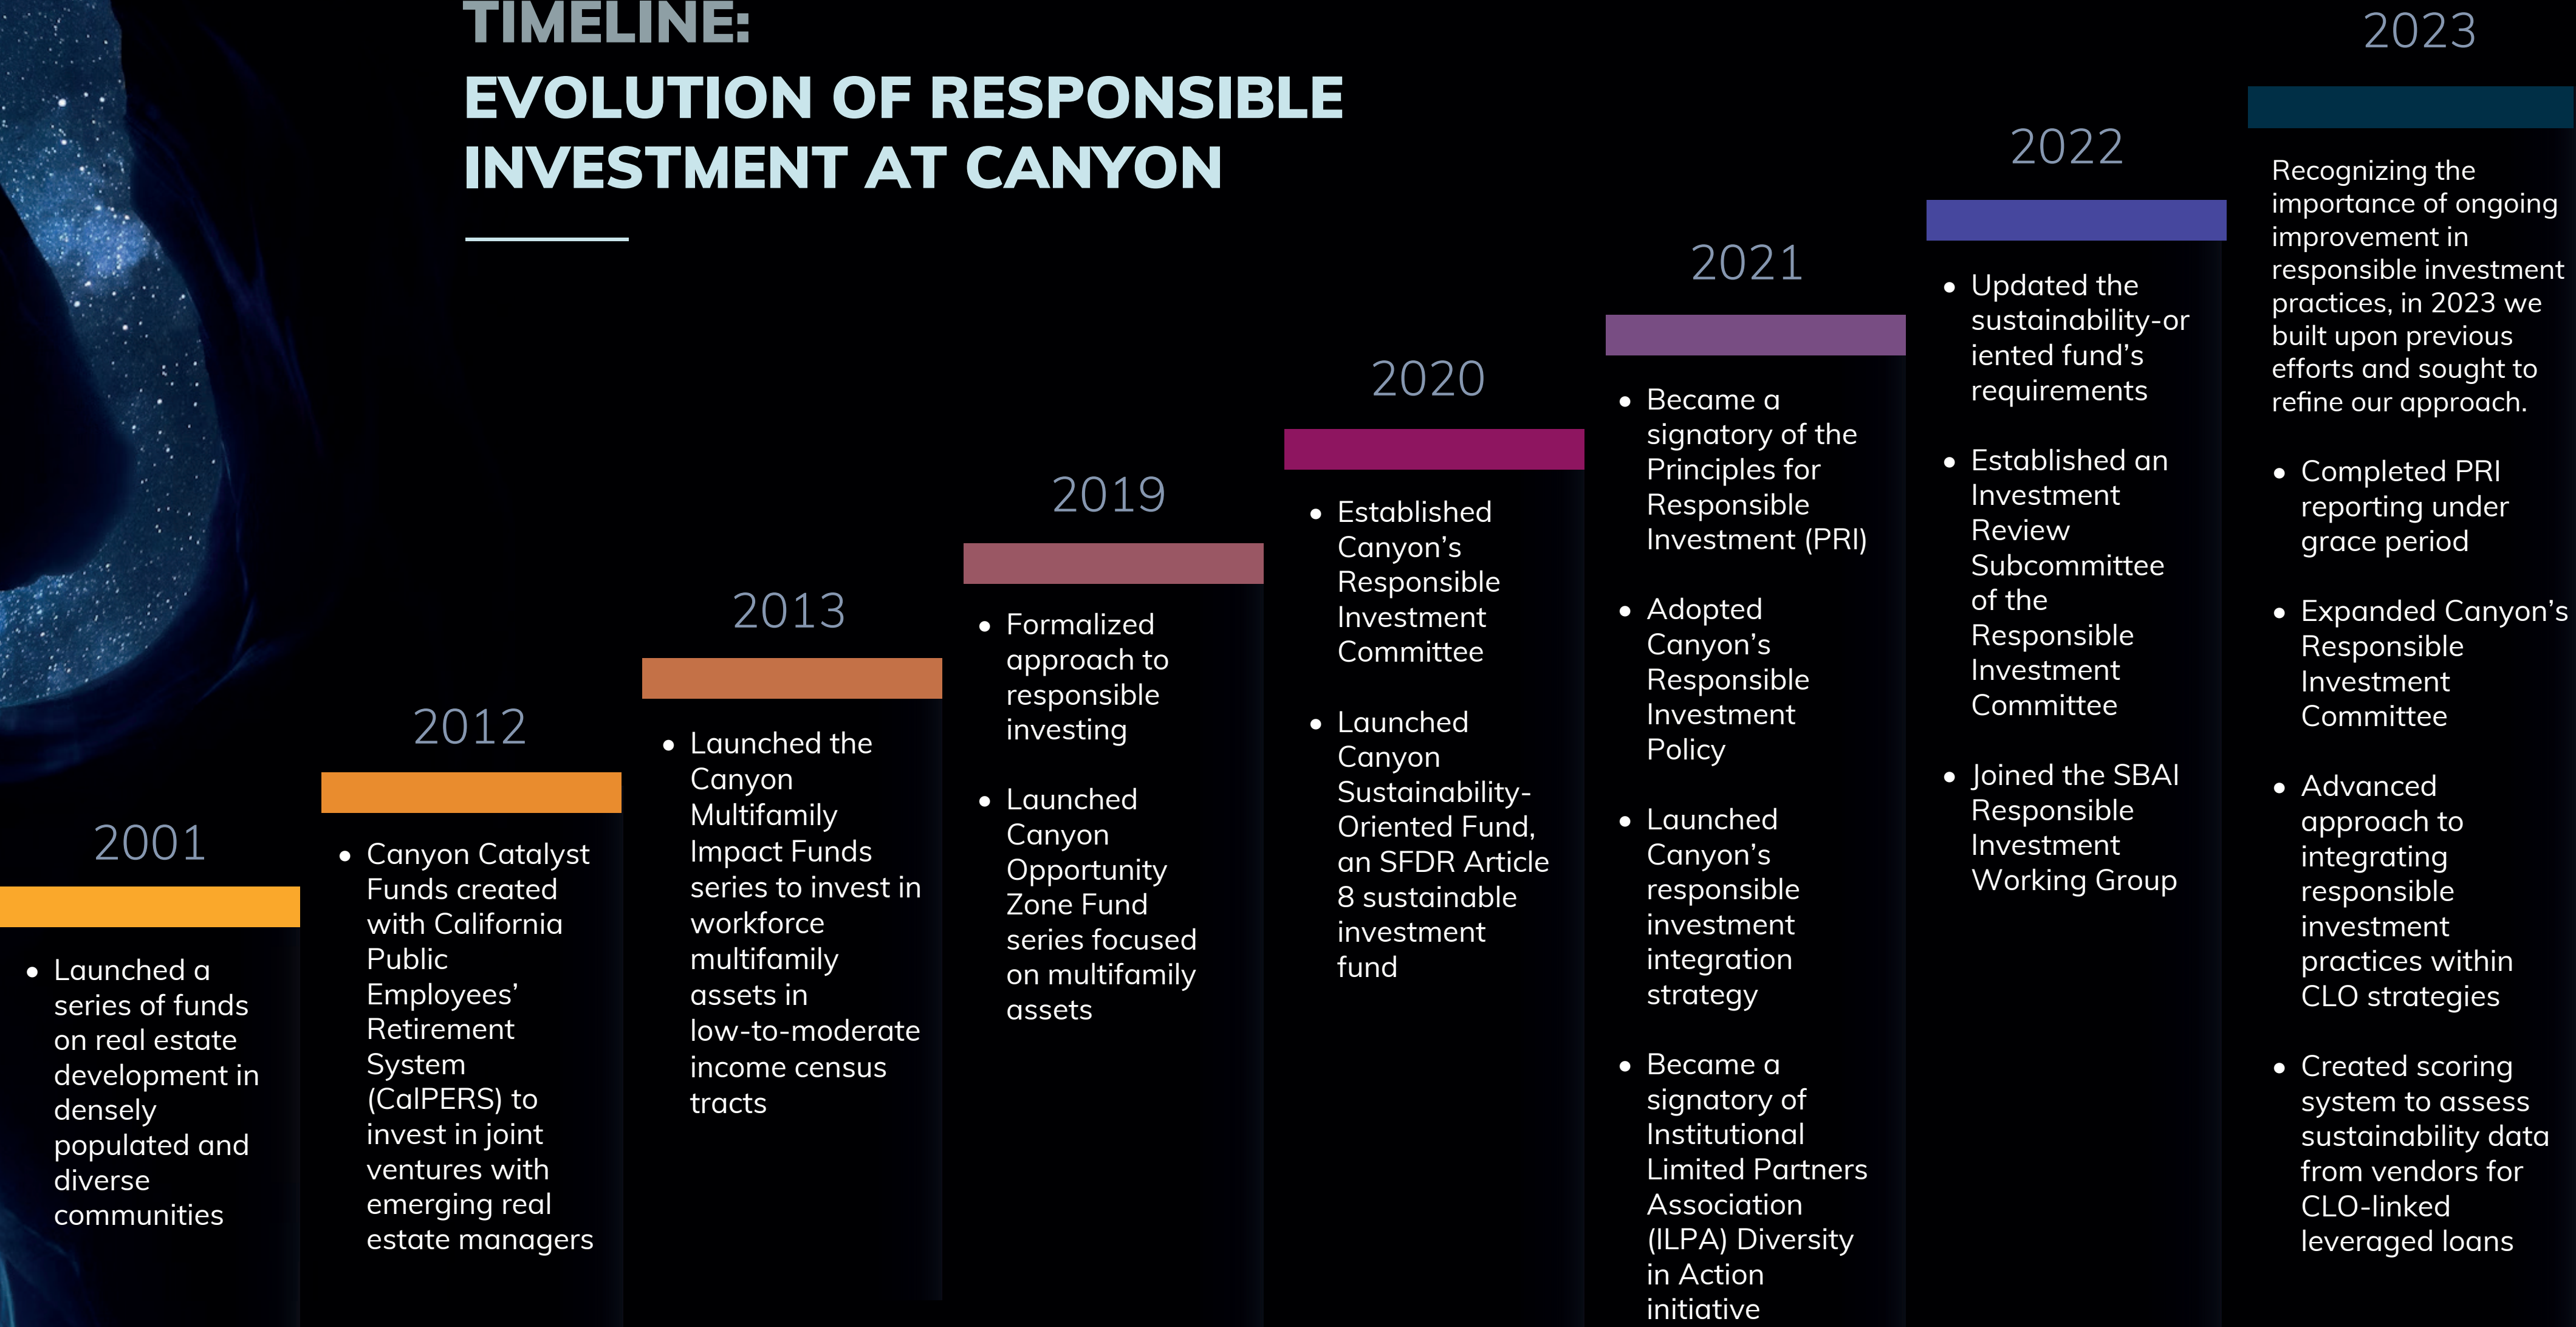 TIMELINE:
EVOLUTION OF RESPONSIBLE
INVESTMENT AT CANYON
2001
Launched a
series of funds
on real estate
development in
densely
populated and
diverse
communities
2012
Canyon Catalyst
Funds created
with California
Public
Employees’
Retirement
System
(CalPERS) to
invest in joint
ventures with
emerging real
estate managers
2013
Launched the
Canyon
Multifamily
Impact Funds
series to invest in
workforce
multifamily
assets in
low-to-moderate
income census
tracts
2019
Formalized
approach to
responsible
investing
Launched
Canyon
Opportunity
Zone Fund
series focused
on multifamily
assets
2020
Established
Canyon’s
Responsible
Investment
Committee
Launched
Canyon
Sustainability-
Oriented Fund,
an SFDR Article
8 sustainable
investment
fund
2021
Became a
signatory of the
Principles for
Responsible
Investment (PRI)
Adopted
Canyon’s
Responsible
Investment
Policy
Launched
Canyon’s
responsible
investment
integration
strategy
Became a
signatory of
Institutional
Limited Partners
Association
(ILPA) Diversity
in Action
initiative
2022
Updated the
sustainability-or
iented fund’s
requirements
Established an
Investment
Review
Subcommittee
of the
Responsible
Investment
Committee
Joined the SBAI
Responsible
Investment
Working Group
2023
Recognizing the
importance of ongoing
improvement in
responsible investment
practices, in 2023 we
built upon previous
efforts and sought to
refine our approach.
Completed PRI
reporting under
grace period
Expanded Canyon’s
Responsible
Investment
Committee
Advanced
approach to
integrating
responsible
investment
practices within
CLO strategies
Created scoring
system to assess
sustainability data
from vendors for
CLO-linked
leveraged loans